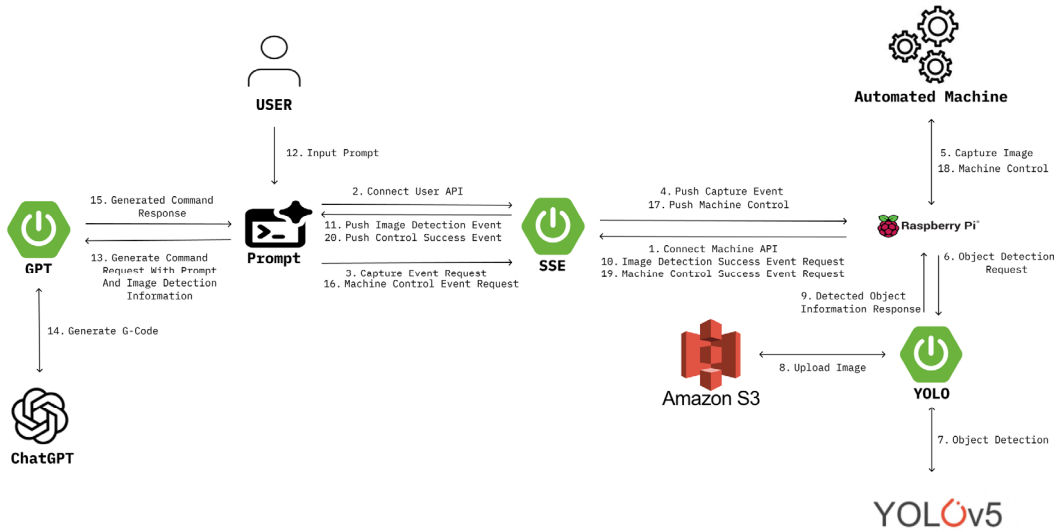 USER
Automated Machine
12. Input Prompt
5. Capture Image
18. Machine Control
2. Connect User API
4. Push Capture Event
17. Push Machine Control
15. Generated Command
Response
11. Push Image Detection Event
20. Push Control Success Event
Raspberry Pi™
GPT
Prompt
SSE
1. Connect Machine API
10. Image Detection Success Event Request
19. Machine Control Success Event Request
13. Generate Command
Request With Prompt
And Image Detection
Information
3. Capture Event Request
16. Machine Control Event Request
6. Object Detection
Request
9. Detected Object
Information Response
14. Generate G-Code
8. Upload Image
Amazon S3
YOLO
ChatGPT
7. Object Detection
YOLOv5